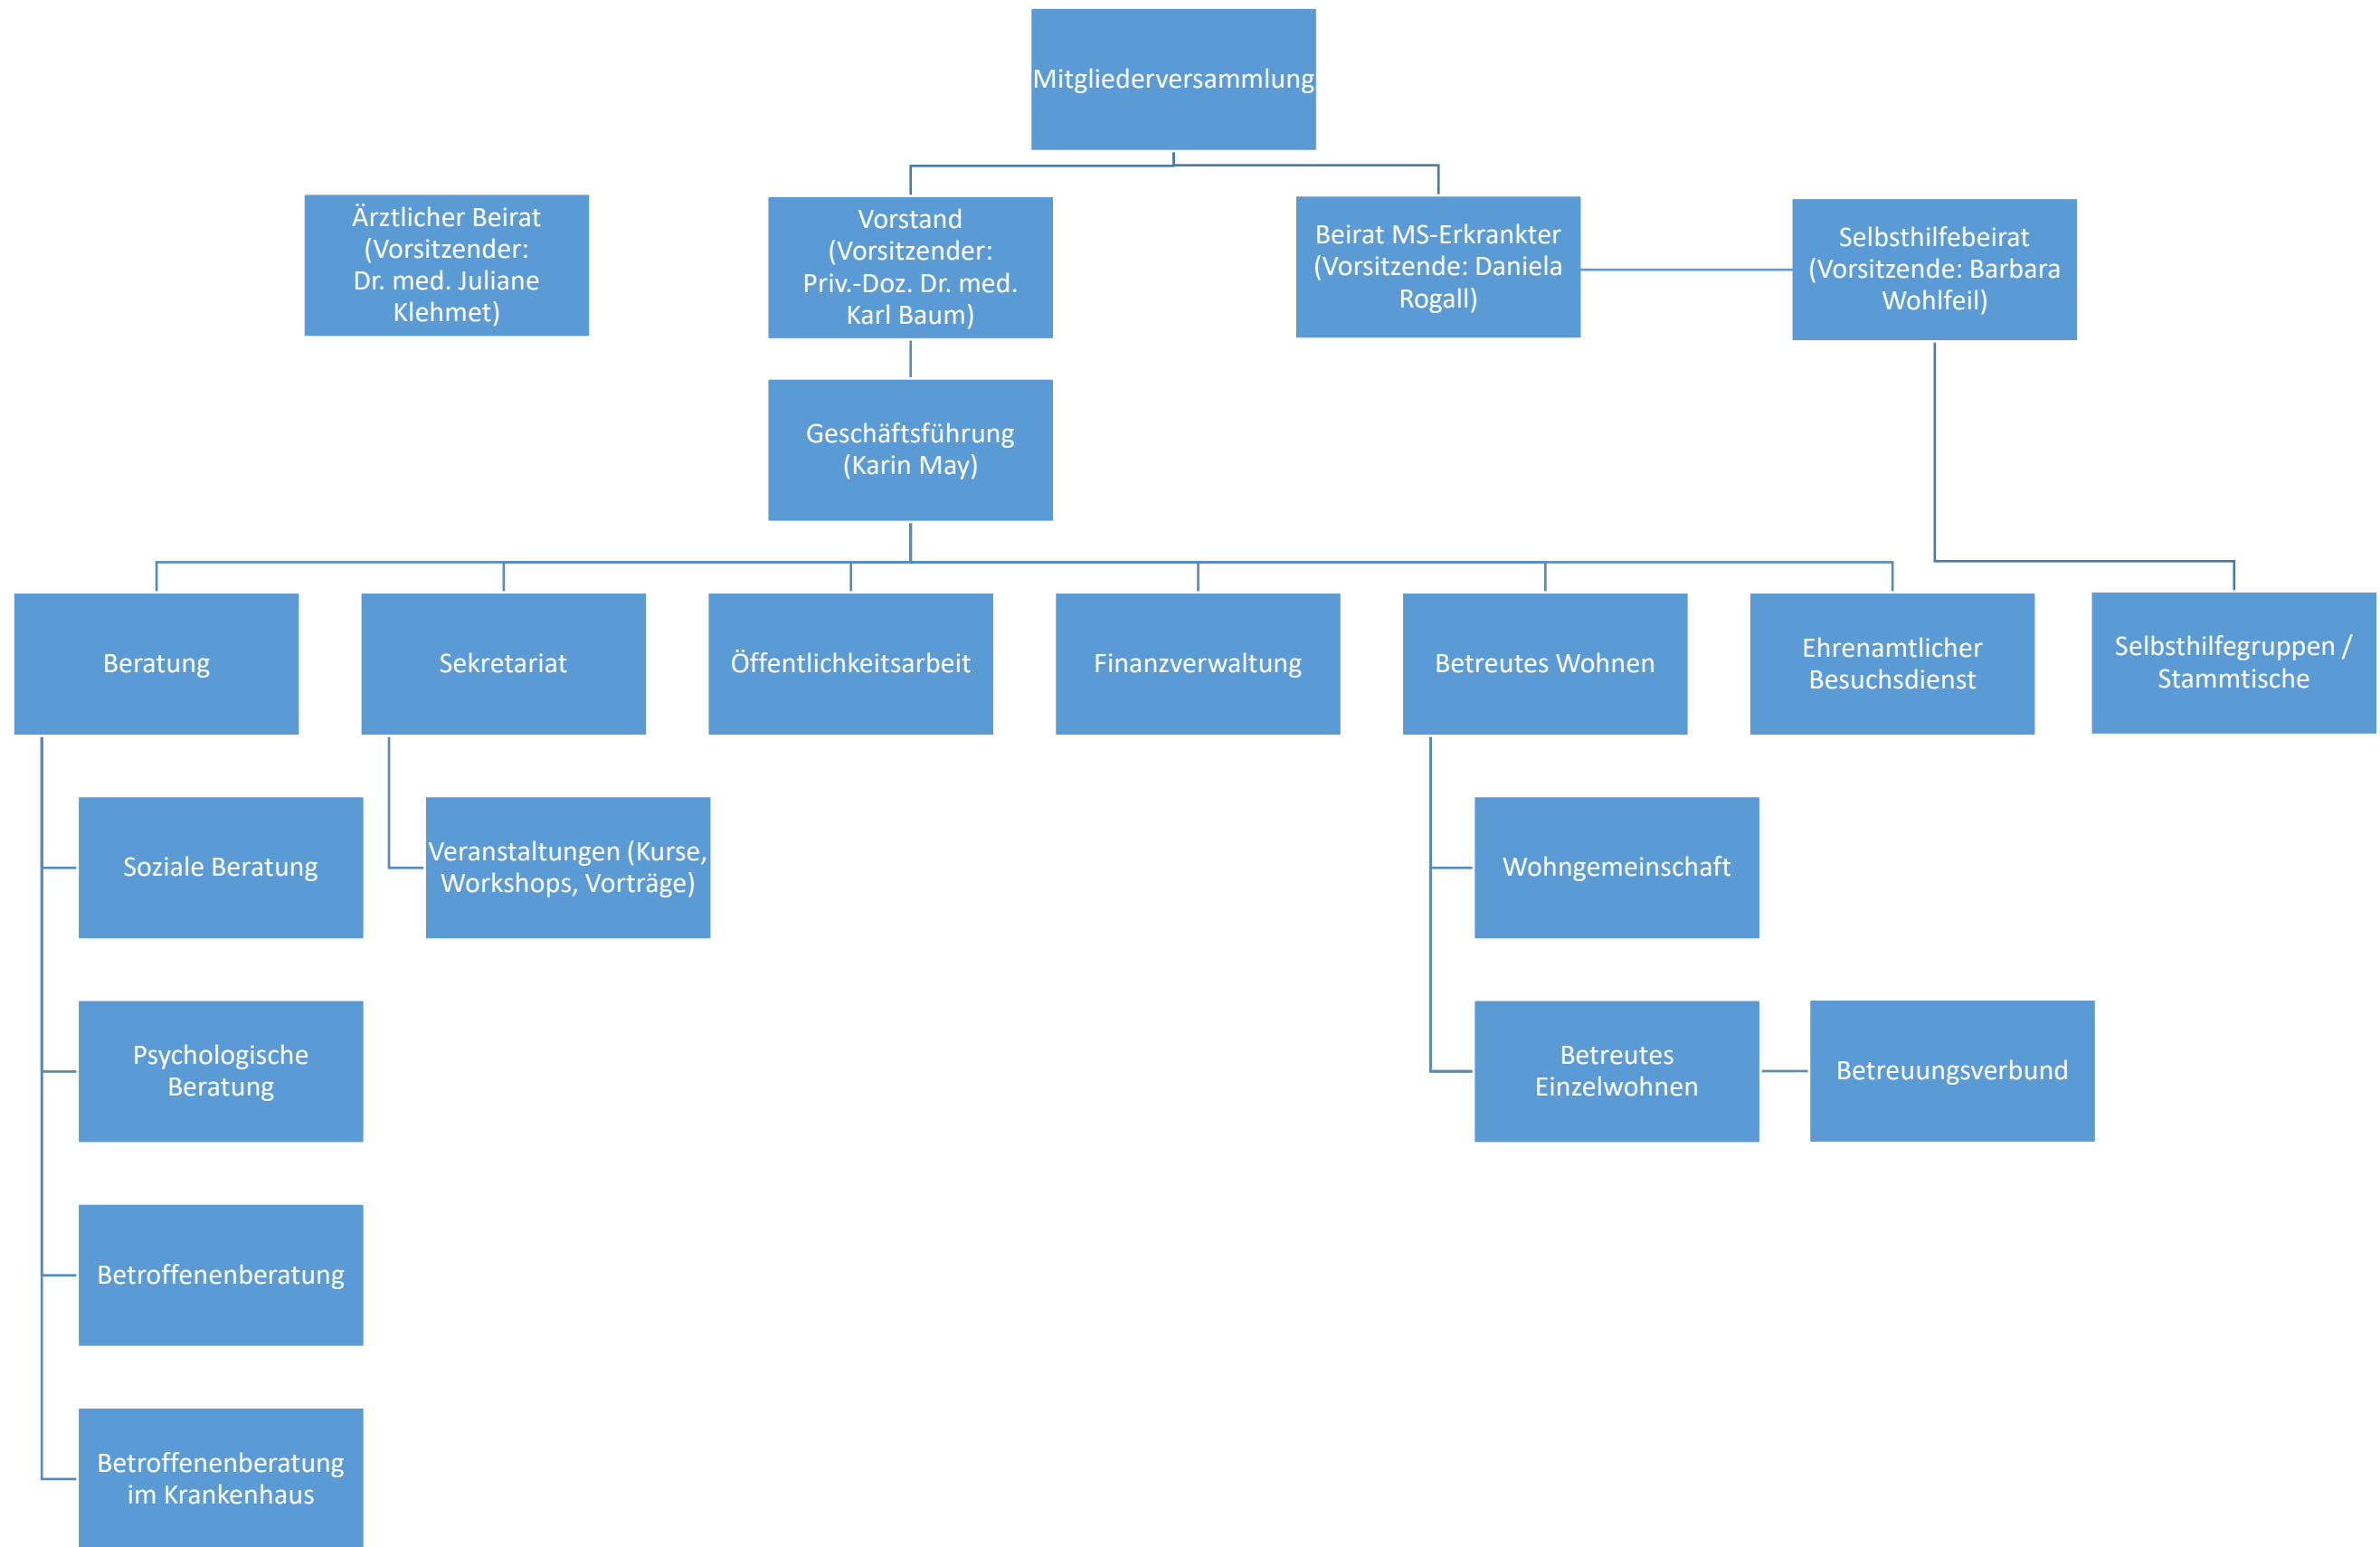 Mitgliederversammlung
Ärztlicher Beirat
(Vorsitzender:
Dr. med. Juliane
Klehmet)
Vorstand
(Vorsitzender:
Priv.-Doz. Dr. med.
Karl Baum)
Beirat MS-Erkrankter
(Vorsitzende: Daniela
Rogall)
Selbsthilfebeirat
(Vorsitzende: Barbara
Wohlfeil)
Geschäftsführung
(Karin May)
Beratung
Sekretariat
Öffentlichkeitsarbeit
Finanzverwaltung
Betreutes Wohnen
Ehrenamtlicher
Besuchsdienst
Selbsthilfegruppen /
Stammtische
Soziale Beratung
Veranstaltungen (Kurse,
Workshops, Vorträge)
Wohngemeinschaft
Psychologische
Beratung
Betreutes
Einzelwohnen
Betreuungsverbund
Betroffenenberatung
Betroffenenberatung
im Krankenhaus